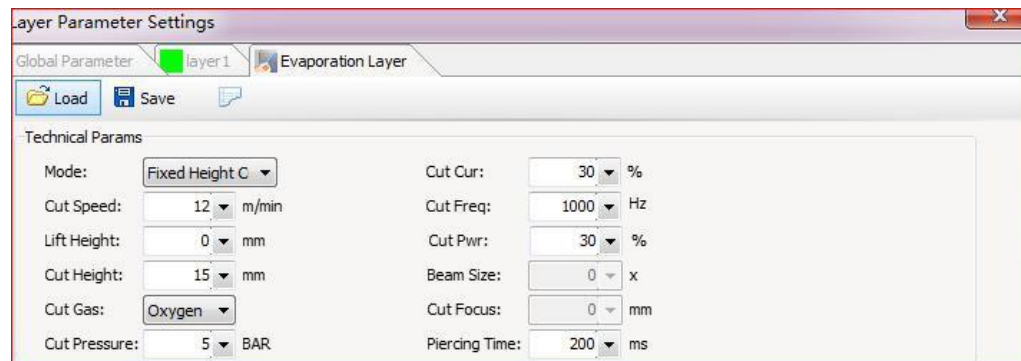 Layer Parameter Settings
Global Parameter layer1 Evaporation Layer
Load Save
Technical Params
Mode: Fixed Height C Cut Cur: 30 %
Cut Speed: 12 m/min Cut Freq: 1000 Hz
Lift Height: 0 mm Cut Pwr: 30 %
Cut Height: 15 mm Beam Size: 0 x
Cut Gas: Oxygen Cut Focus: 0 mm
Cut Pressure: 5 BAR Piercing Time: 200 ms